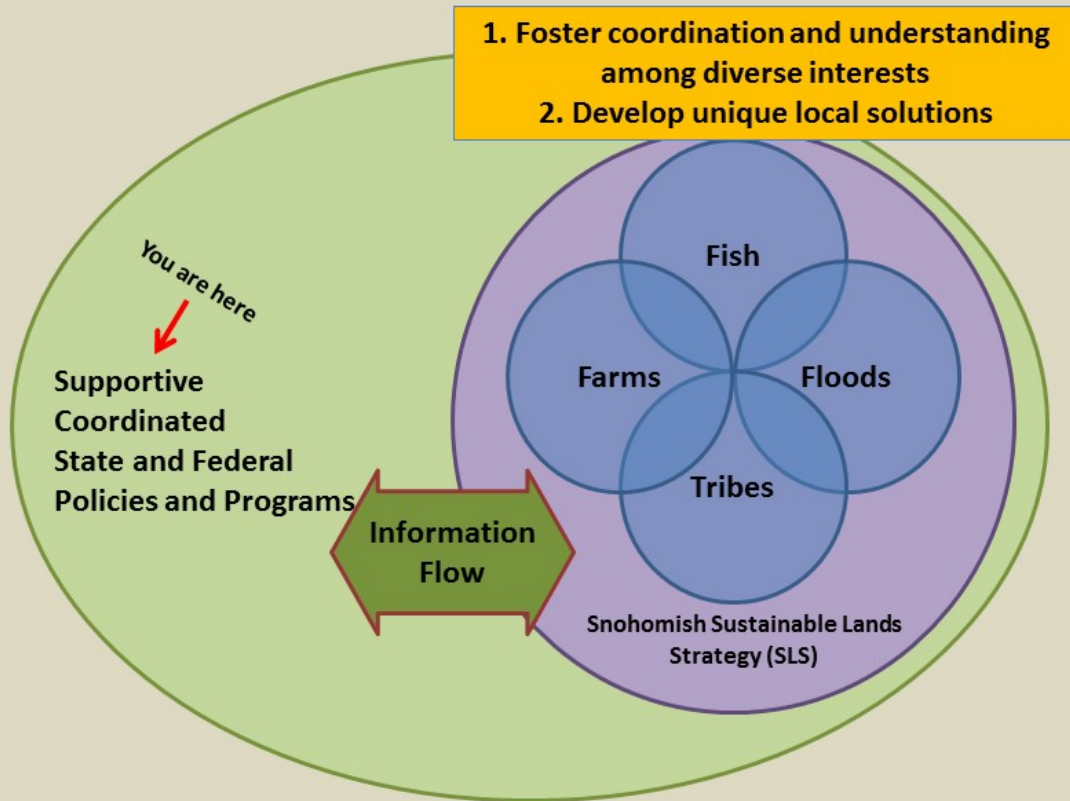 1. Foster coordination and understanding
among diverse interests
2. Develop unique local solutions
You are here
Supportive
Coordinated
State and Federal
Policies and Programs
Information
Flow
Fish
Farms
Floods
Tribes
Snohomish Sustainable Lands
Strategy (SLS)